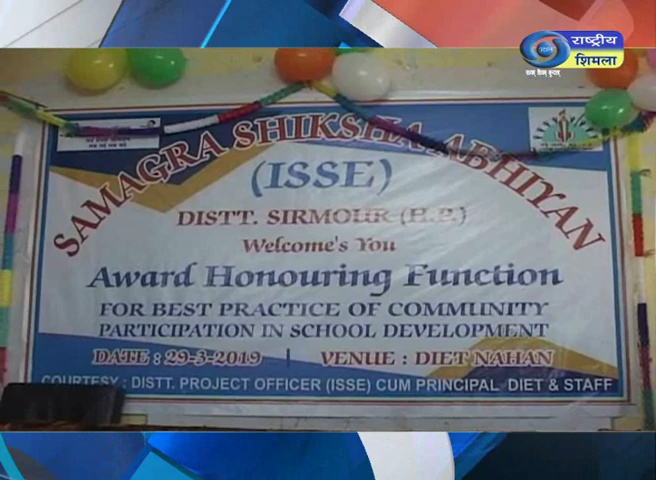 राष्ट्रीय
शिमला
SAMAGRA SHIKSHA ABHIYAN
(ISSE)
DISTT. SIRMOUR (H.P.)
Welcome's You
Award Honouring Function
FOR BEST PRACTICE OF COMMUNITY
PARTICIPATION IN SCHOOL DEVELOPMENT
DATE : 29-3-2019 | VENUE : DIET NAHAN
COURTESY : DISTT. PROJECT OFFICER (ISSE) CUM PRINCIPAL DIET & STAFF